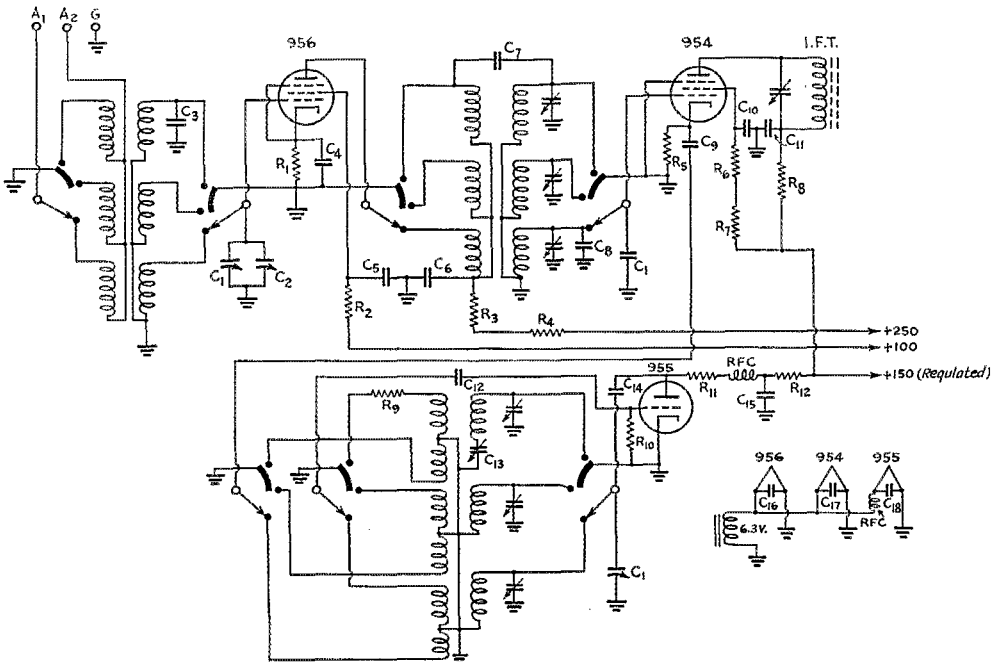 A1 A2 G
956
C7
954
I.F.T.
C3
C4
R1
C10
C11
C9
R5
R6
R8
R7
C1 C2
C5 C6
C8
C1
R2
R3
R4
+250
+100
+150 (Regulated)
955
RFC
C12
C14
R11
C15
R12
R9
R10
C13
C1
956 954 955
C16 C17 C18
6.3V.
RFC